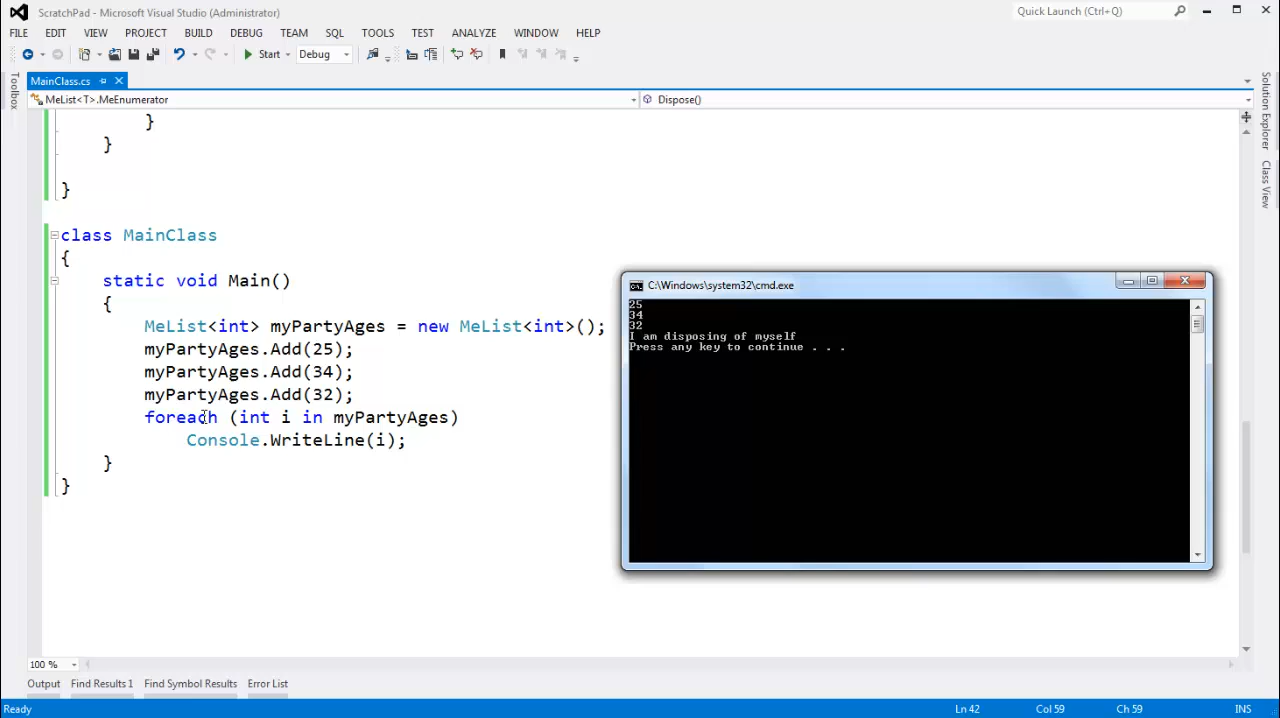 ScratchPad - Microsoft Visual Studio (Administrator)
Quick Launch (Ctrl+Q)
FILE EDIT VIEW PROJECT BUILD DEBUG TEAM SQL TOOLS TEST ANALYZE WINDOW HELP
Start Debug
MainClass.cs
MeList<T>.MeEnumerator
Dispose()
Toolbox
Solution Explorer
Class View
}
}
}
class MainClass
{
static void Main()
{
MeList<int> myPartyAges = new MeList<int>();
myPartyAges.Add(25);
myPartyAges.Add(34);
myPartyAges.Add(32);
foreach (int i in myPartyAges)
Console.WriteLine(i);
}
}
C:\Windows\system32\cmd.exe
25
34
32
I am disposing of myself
Press any key to continue . . .
100 %
Output Find Results 1 Find Symbol Results Error List
Ready Ln 42 Col 59 Ch 59 INS